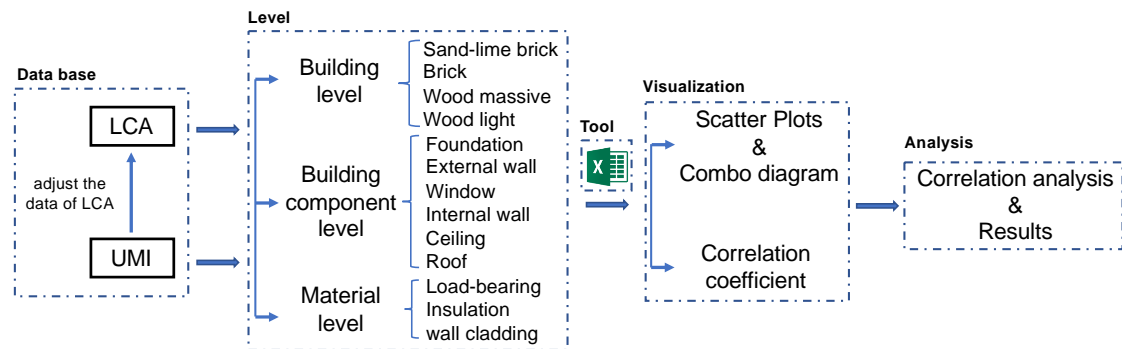 Data base
LCA
adjust the
data of LCA
UMI
Level
Building
level
Sand-lime brick
Brick
Wood massive
Wood light
Building
component
level
Foundation
External wall
Window
Internal wall
Ceiling
Roof
Material
level
Load-bearing
Insulation
wall cladding
Tool
X
Visualization
Scatter Plots
&
Combo diagram
Correlation
coefficient
Analysis
Correlation analysis
&
Results